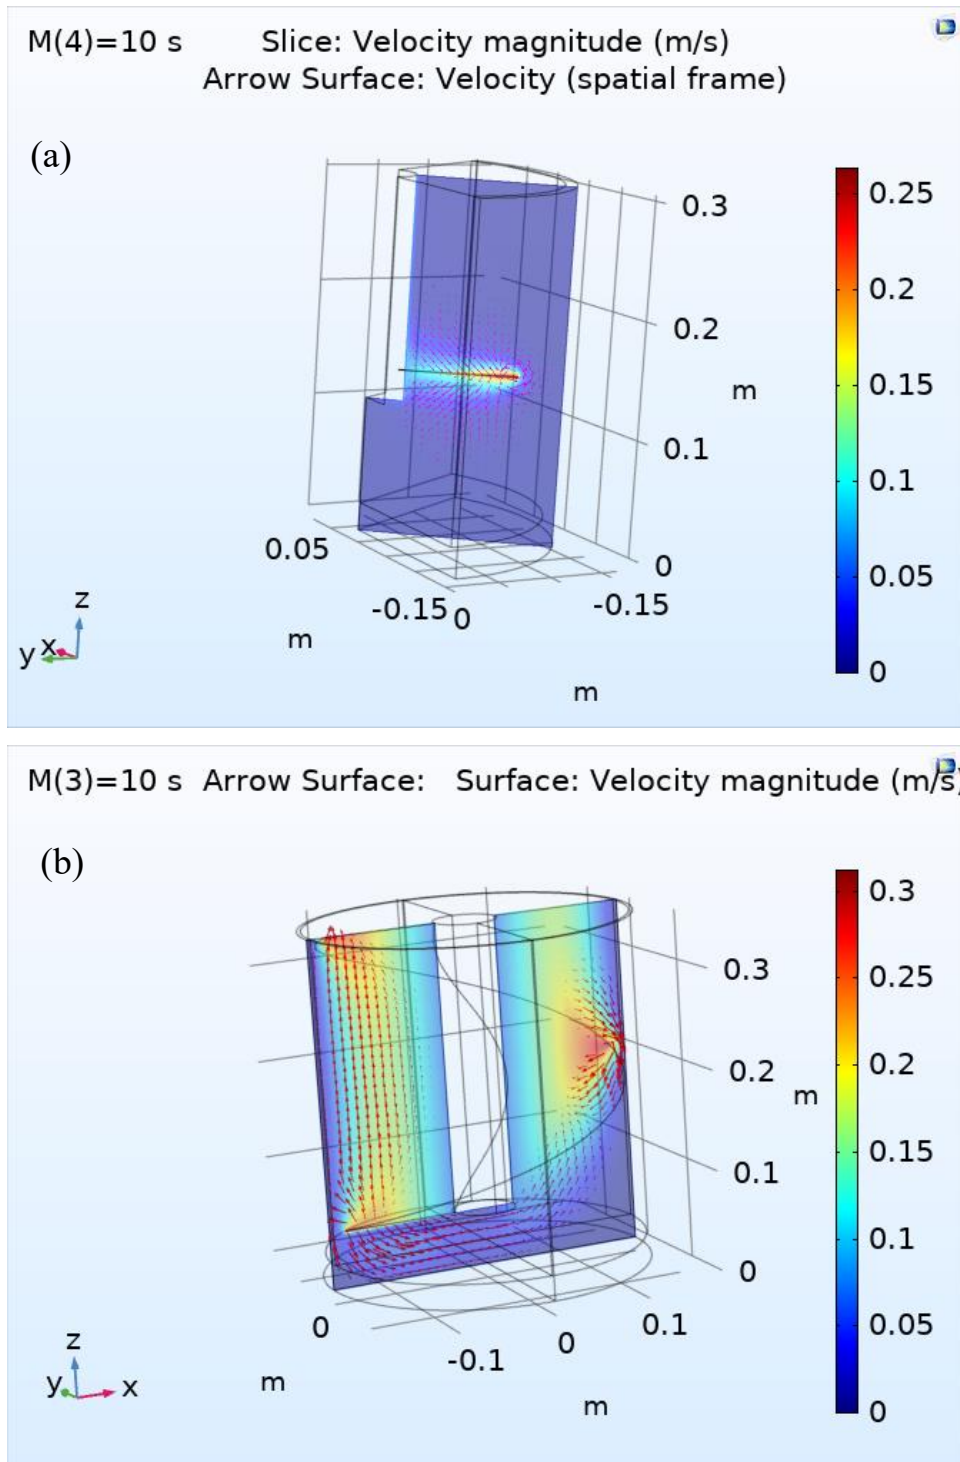 M(4)=10 s Slice: Velocity magnitude (m/s)
Arrow Surface: Velocity (spatial frame)
(a)
0.25
0.2
0.15
0.1
0.05
0
0.3
0.2
m
0.1
0
0.05
-0.15
0
-0.15
m
m
z
y x
M(3)=10 s Arrow Surface: Surface: Velocity magnitude (m/s)
(b)
0.3
0.25
0.2
0.15
0.1
0.05
0
0.3
0.2
m
0.1
0
0
-0.1
0
0.1
m
m
z
y x